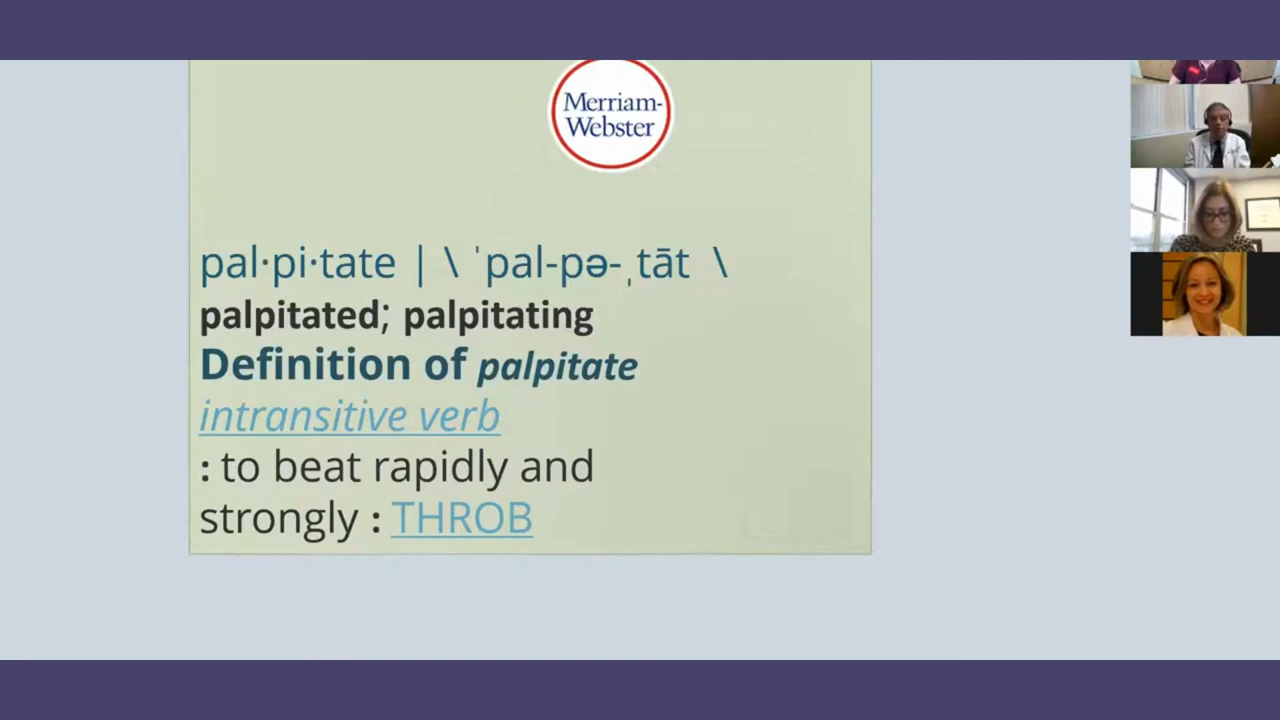 Merriam-
Webster
pal·pi·tate | \ ˈpal-pə-ˌtāt \
palpitated; palpitating
Definition of palpitate
intransitive verb
: to beat rapidly and
strongly : THROB